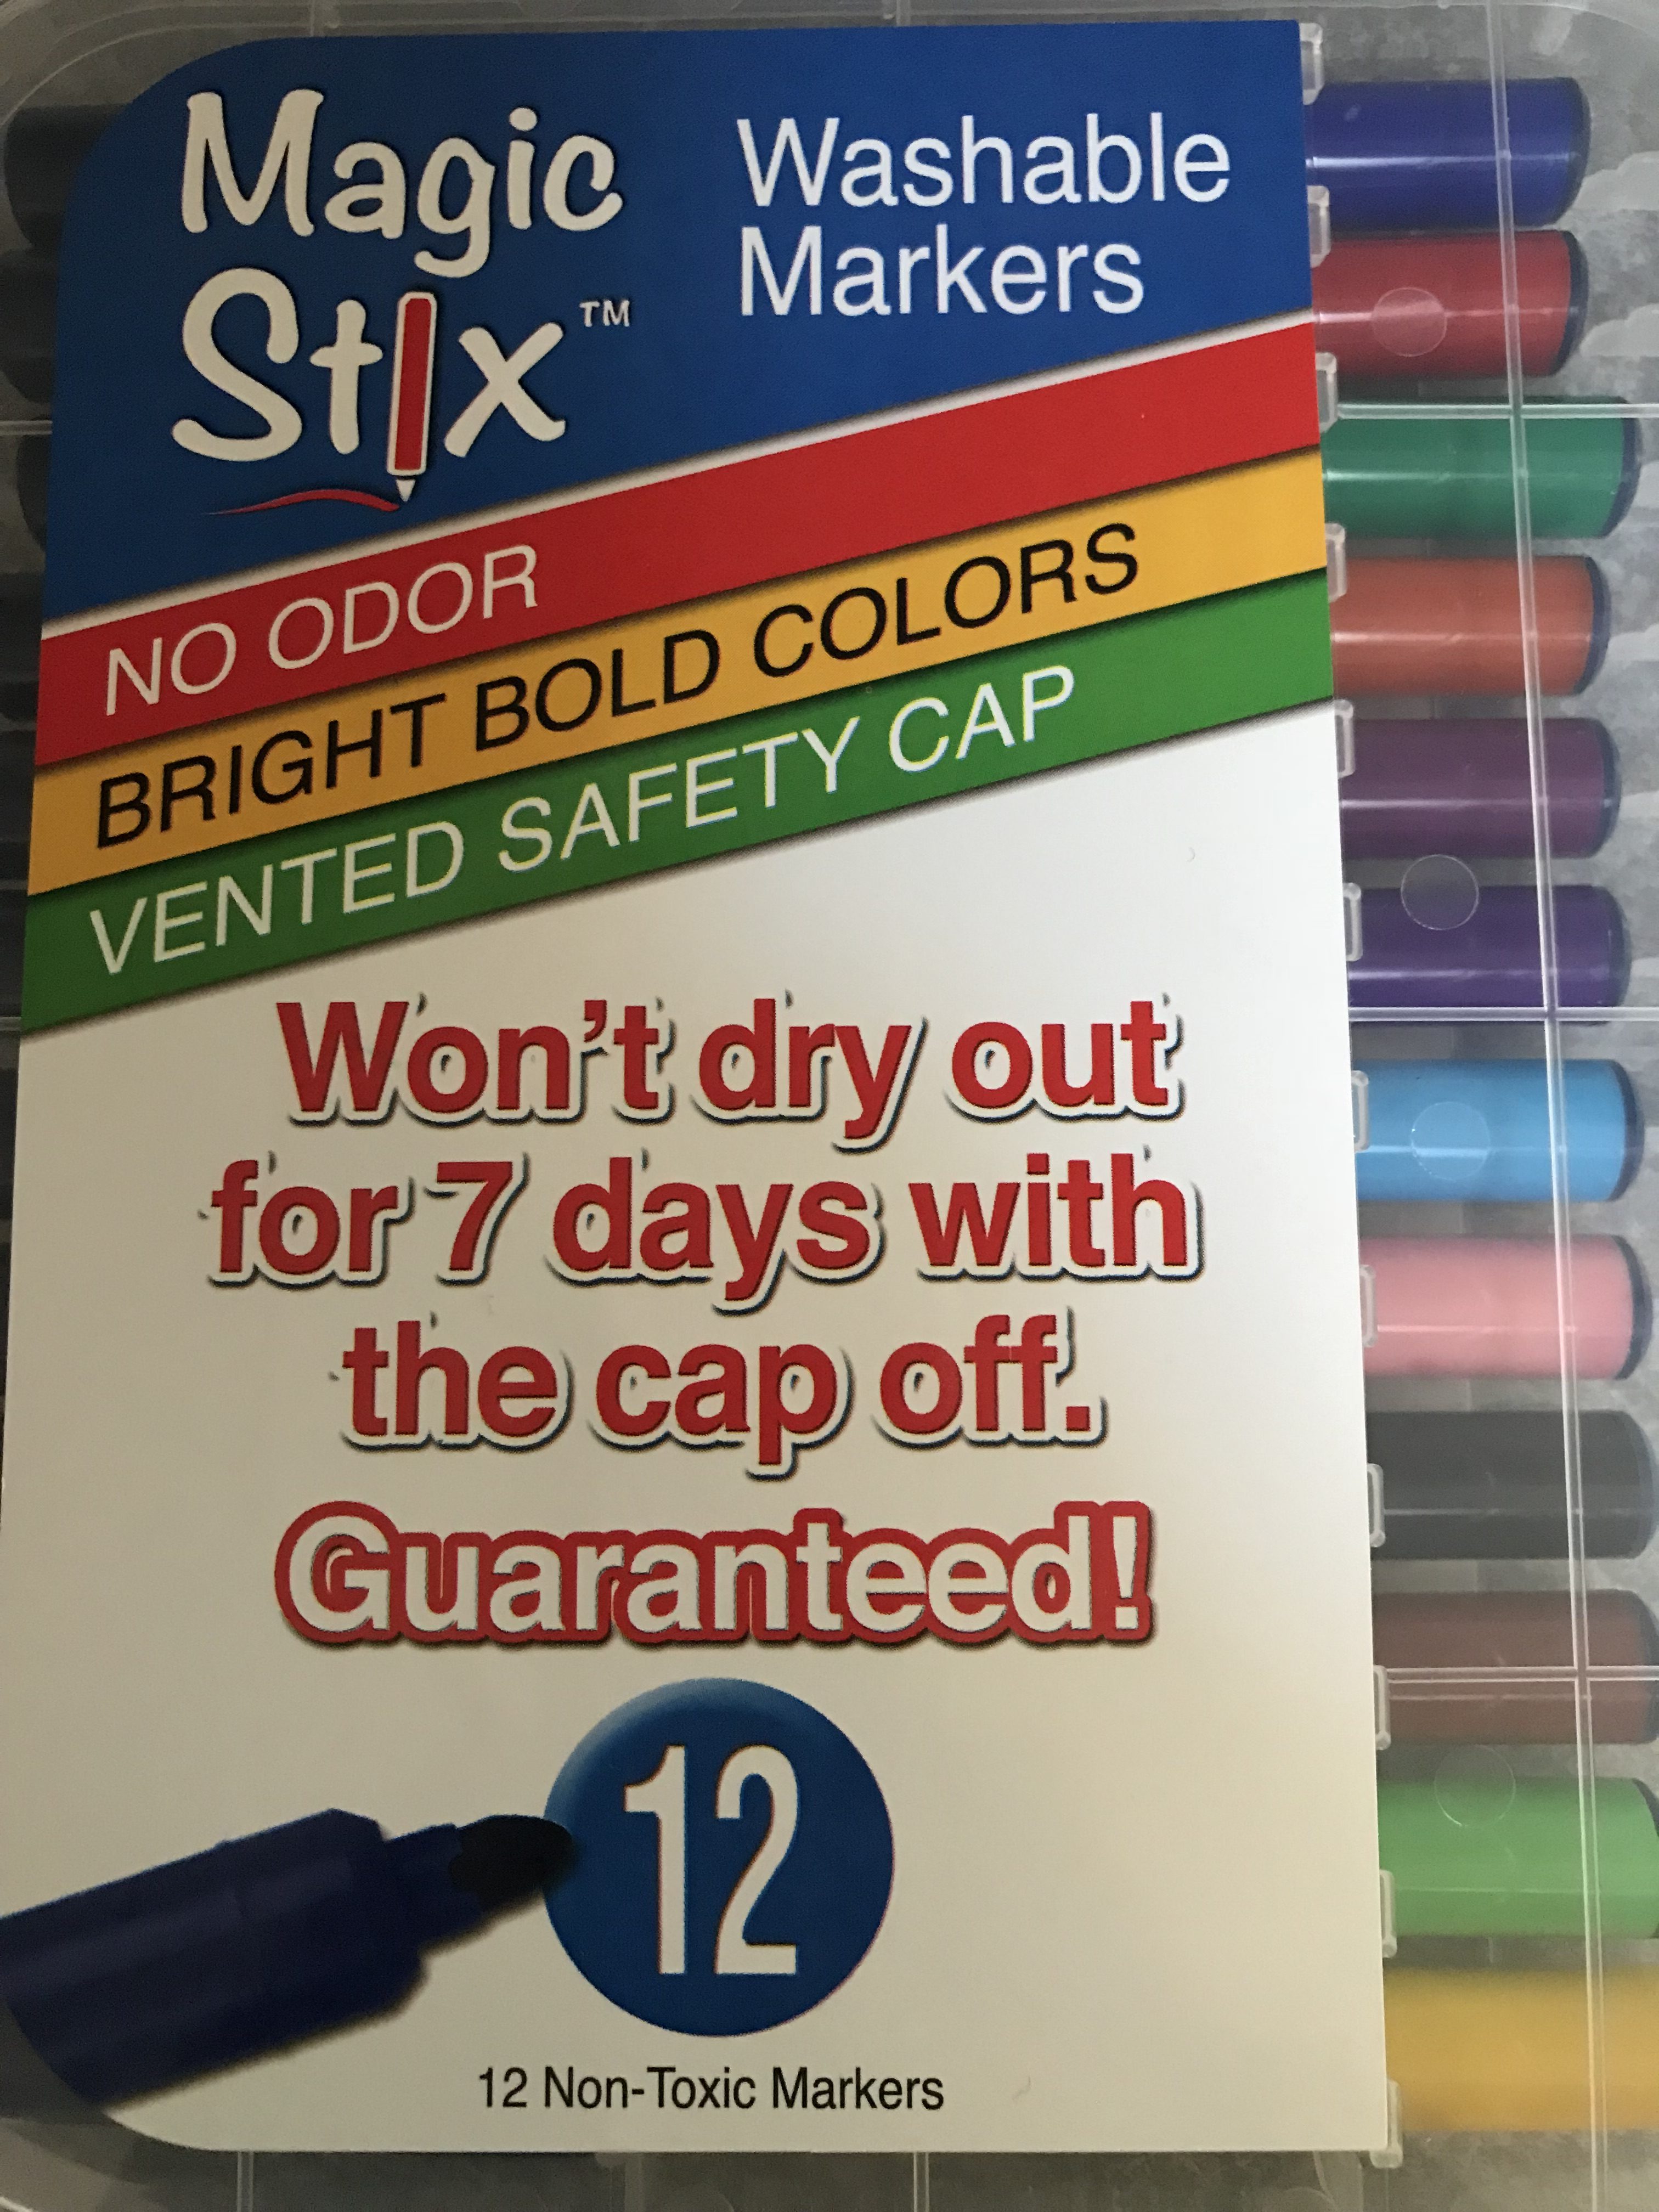 Magic
Stix™
Washable
Markers
NO ODOR
BRIGHT BOLD COLORS
VENTED SAFETY CAP
Won't dry out
for 7 days with
the cap off.
Guaranteed!
12
12 Non-Toxic Markers